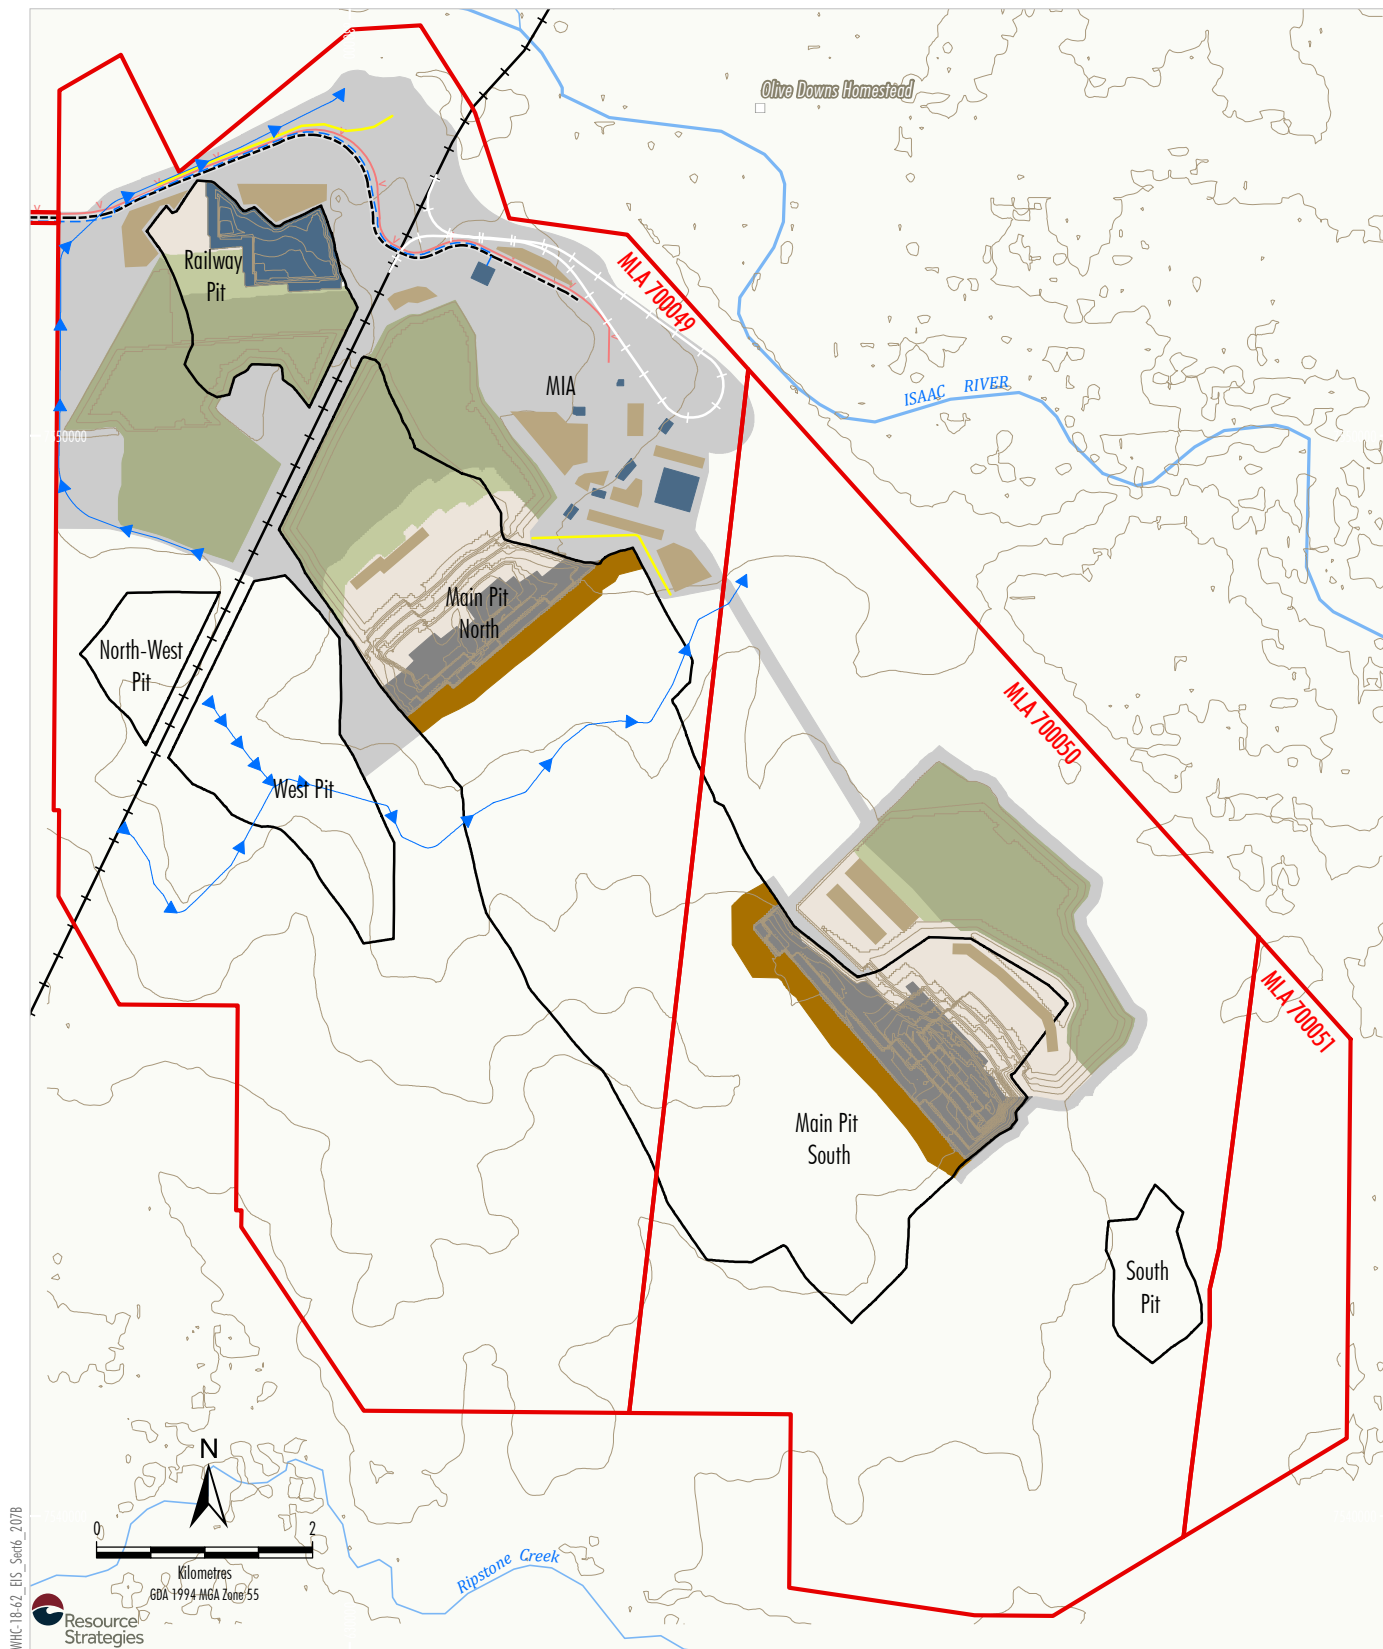 Olive Downs Homestead
Railway
Pit
MLA 700049
MIA
ISAAC RIVER
Main Pit
North
North-West
Pit
MLA 700050
West Pit
MLA 700051
Main Pit
South
South
Pit
N
0 2
Kilometres
GDA 1994 MGA Zone 55
Ripstone Creek
Resource
Strategies
WHC-18-62_EIS_Sect6_207B